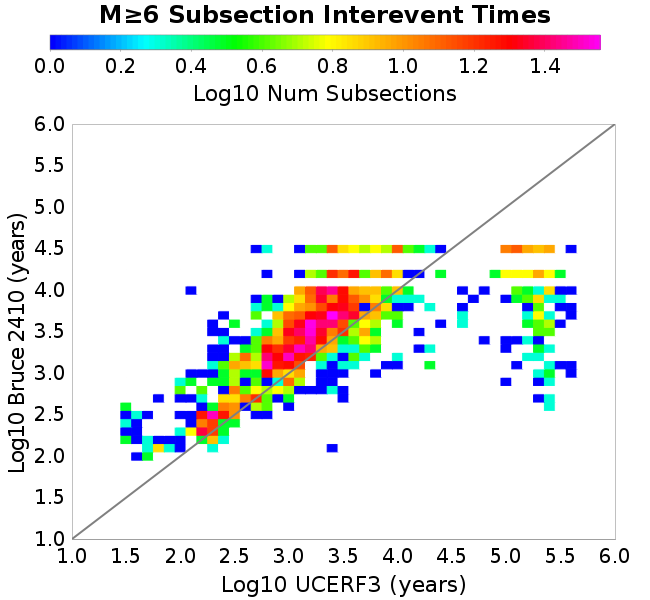 M≥6 Subsection Interevent Times
0.0 0.2 0.4 0.6 0.8 1.0 1.2 1.4
Log10 Num Subsections
6.0
5.5
5.0
4.5
4.0
3.5
3.0
2.5
2.0
1.5
1.0
Log10 Bruce 2410 (years)
1.0 1.5 2.0 2.5 3.0 3.5 4.0 4.5 5.0 5.5 6.0
Log10 UCERF3 (years)